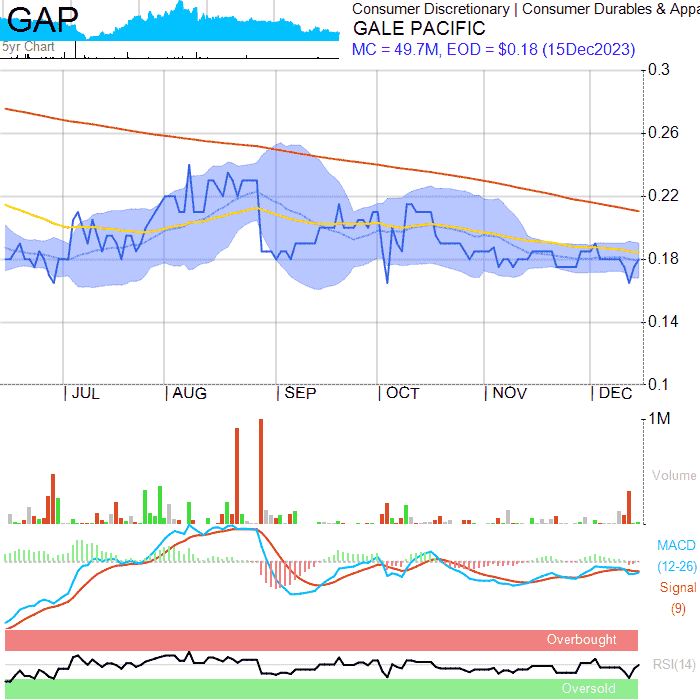 GAP
5yr Chart
Consumer Discretionary | Consumer Durables & Appa
GALE PACIFIC
MC = 49.7M, EOD = $0.18 (15Dec2023)
0.3
0.26
0.22
0.18
0.14
0.1
JUL
AUG
SEP
OCT
NOV
DEC
1M
Volume
MACD
(12-26)
Signal
(9)
Overbought
RSI(14)
Oversold